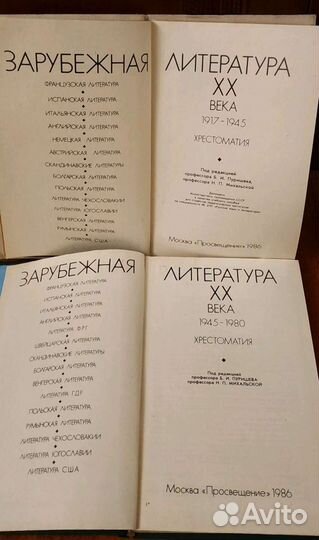 ЗАРУБЕЖНАЯ
ФРАНЦУЗСКАЯ ЛИТЕРАТУРА
ИСПАНСКАЯ ЛИТЕРАТУРА
ИТАЛЬЯНСКАЯ ЛИТЕРАТУРА
АНГЛИЙСКАЯ ЛИТЕРАТУРА
НЕМЕЦКАЯ ЛИТЕРАТУРА
АВСТРИЙСКАЯ ЛИТЕРАТУРА
СКАНДИНАВСКИЕ ЛИТЕРАТУРЫ
БОЛГАРСКАЯ ЛИТЕРАТУРА
ПОЛЬСКАЯ ЛИТЕРАТУРА
ЛИТЕРАТУРА ЧЕХОСЛОВАКИИ
ЛИТЕРАТУРА ЮГОСЛАВИИ
ВЕНГЕРСКАЯ ЛИТЕРАТУРА
РУМЫНСКАЯ ЛИТЕРАТУРА
ЛИТЕРАТУРА США
ЛИТЕРАТУРА
XX
ВЕКА
1917-1945
ХРЕСТОМАТИЯ
Под редакцией
профессора Б. И. Пуришева,
профессора Н. П. Михальской
Москва «Просвещение» 1986
ЗАРУБЕЖНАЯ
ФРАНЦУЗСКАЯ ЛИТЕРАТУРА
ИСПАНСКАЯ ЛИТЕРАТУРА
ИТАЛЬЯНСКАЯ ЛИТЕРАТУРА
АНГЛИЙСКАЯ ЛИТЕРАТУРА
ЛИТЕРАТУРА ФРГ
ШВЕЙЦАРСКАЯ ЛИТЕРАТУРА
СКАНДИНАВСКИЕ ЛИТЕРАТУРЫ
БОЛГАРСКАЯ ЛИТЕРАТУРА
ВЕНГЕРСКАЯ ЛИТЕРАТУРА
ЛИТЕРАТУРА ГДР
ПОЛЬСКАЯ ЛИТЕРАТУРА
РУМЫНСКАЯ ЛИТЕРАТУРА
ЛИТЕРАТУРА ЧЕХОСЛОВАКИИ
ЛИТЕРАТУРА ЮГОСЛАВИИ
ЛИТЕРАТУРА США
ЛИТЕРАТУРА
XX
ВЕКА
1945-1980
ХРЕСТОМАТИЯ
Под редакцией
профессора Б. И. ПУРИШЕВА
профессора Н. П. МИХАЛЬСКОЙ
Москва «Просвещение» 1986
Avito